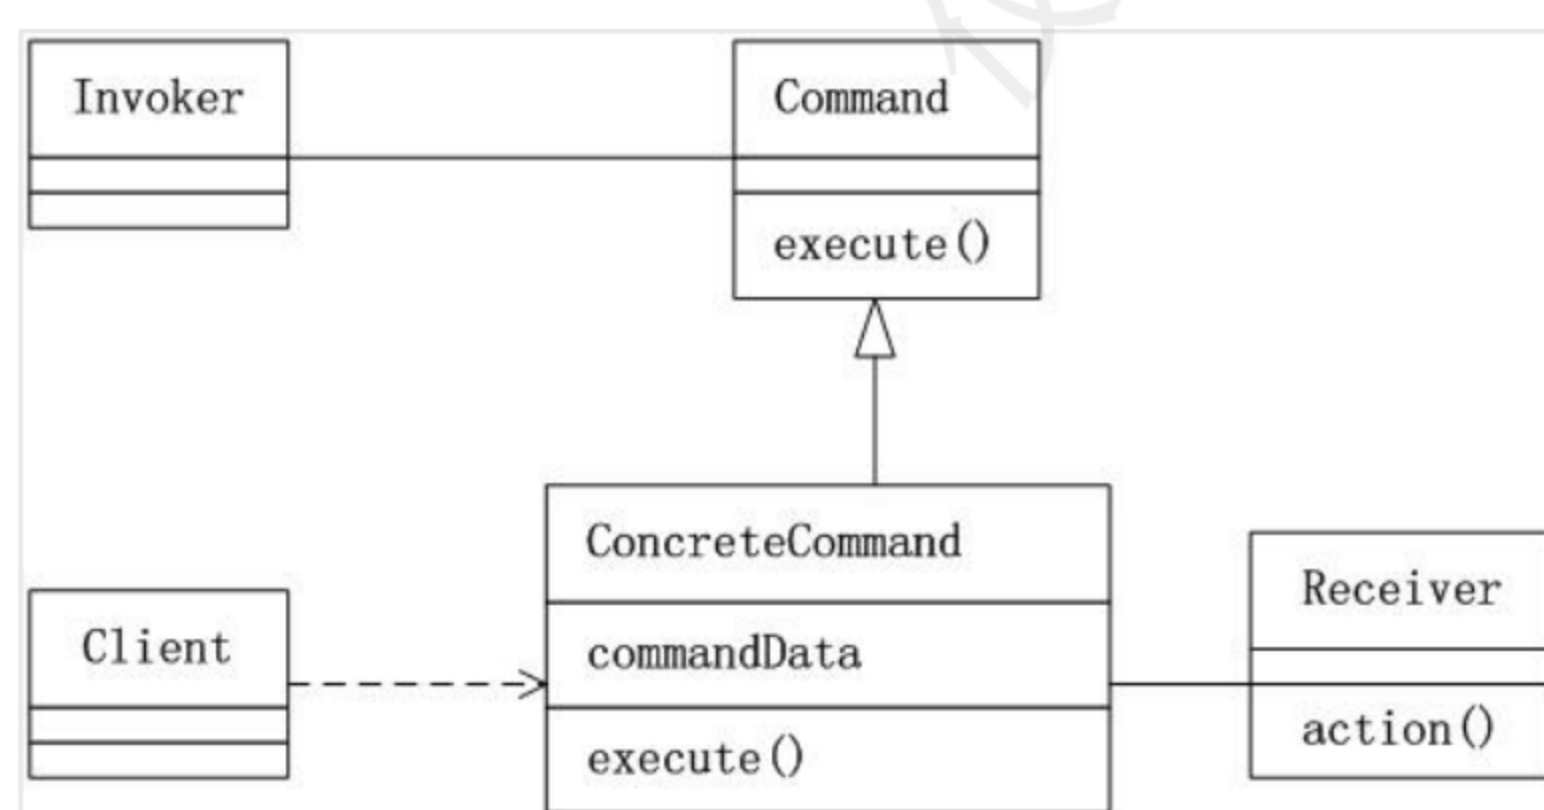 Invoker
Command
execute()
ConcreteCommand
commandData
execute()
Client
Receiver
action()